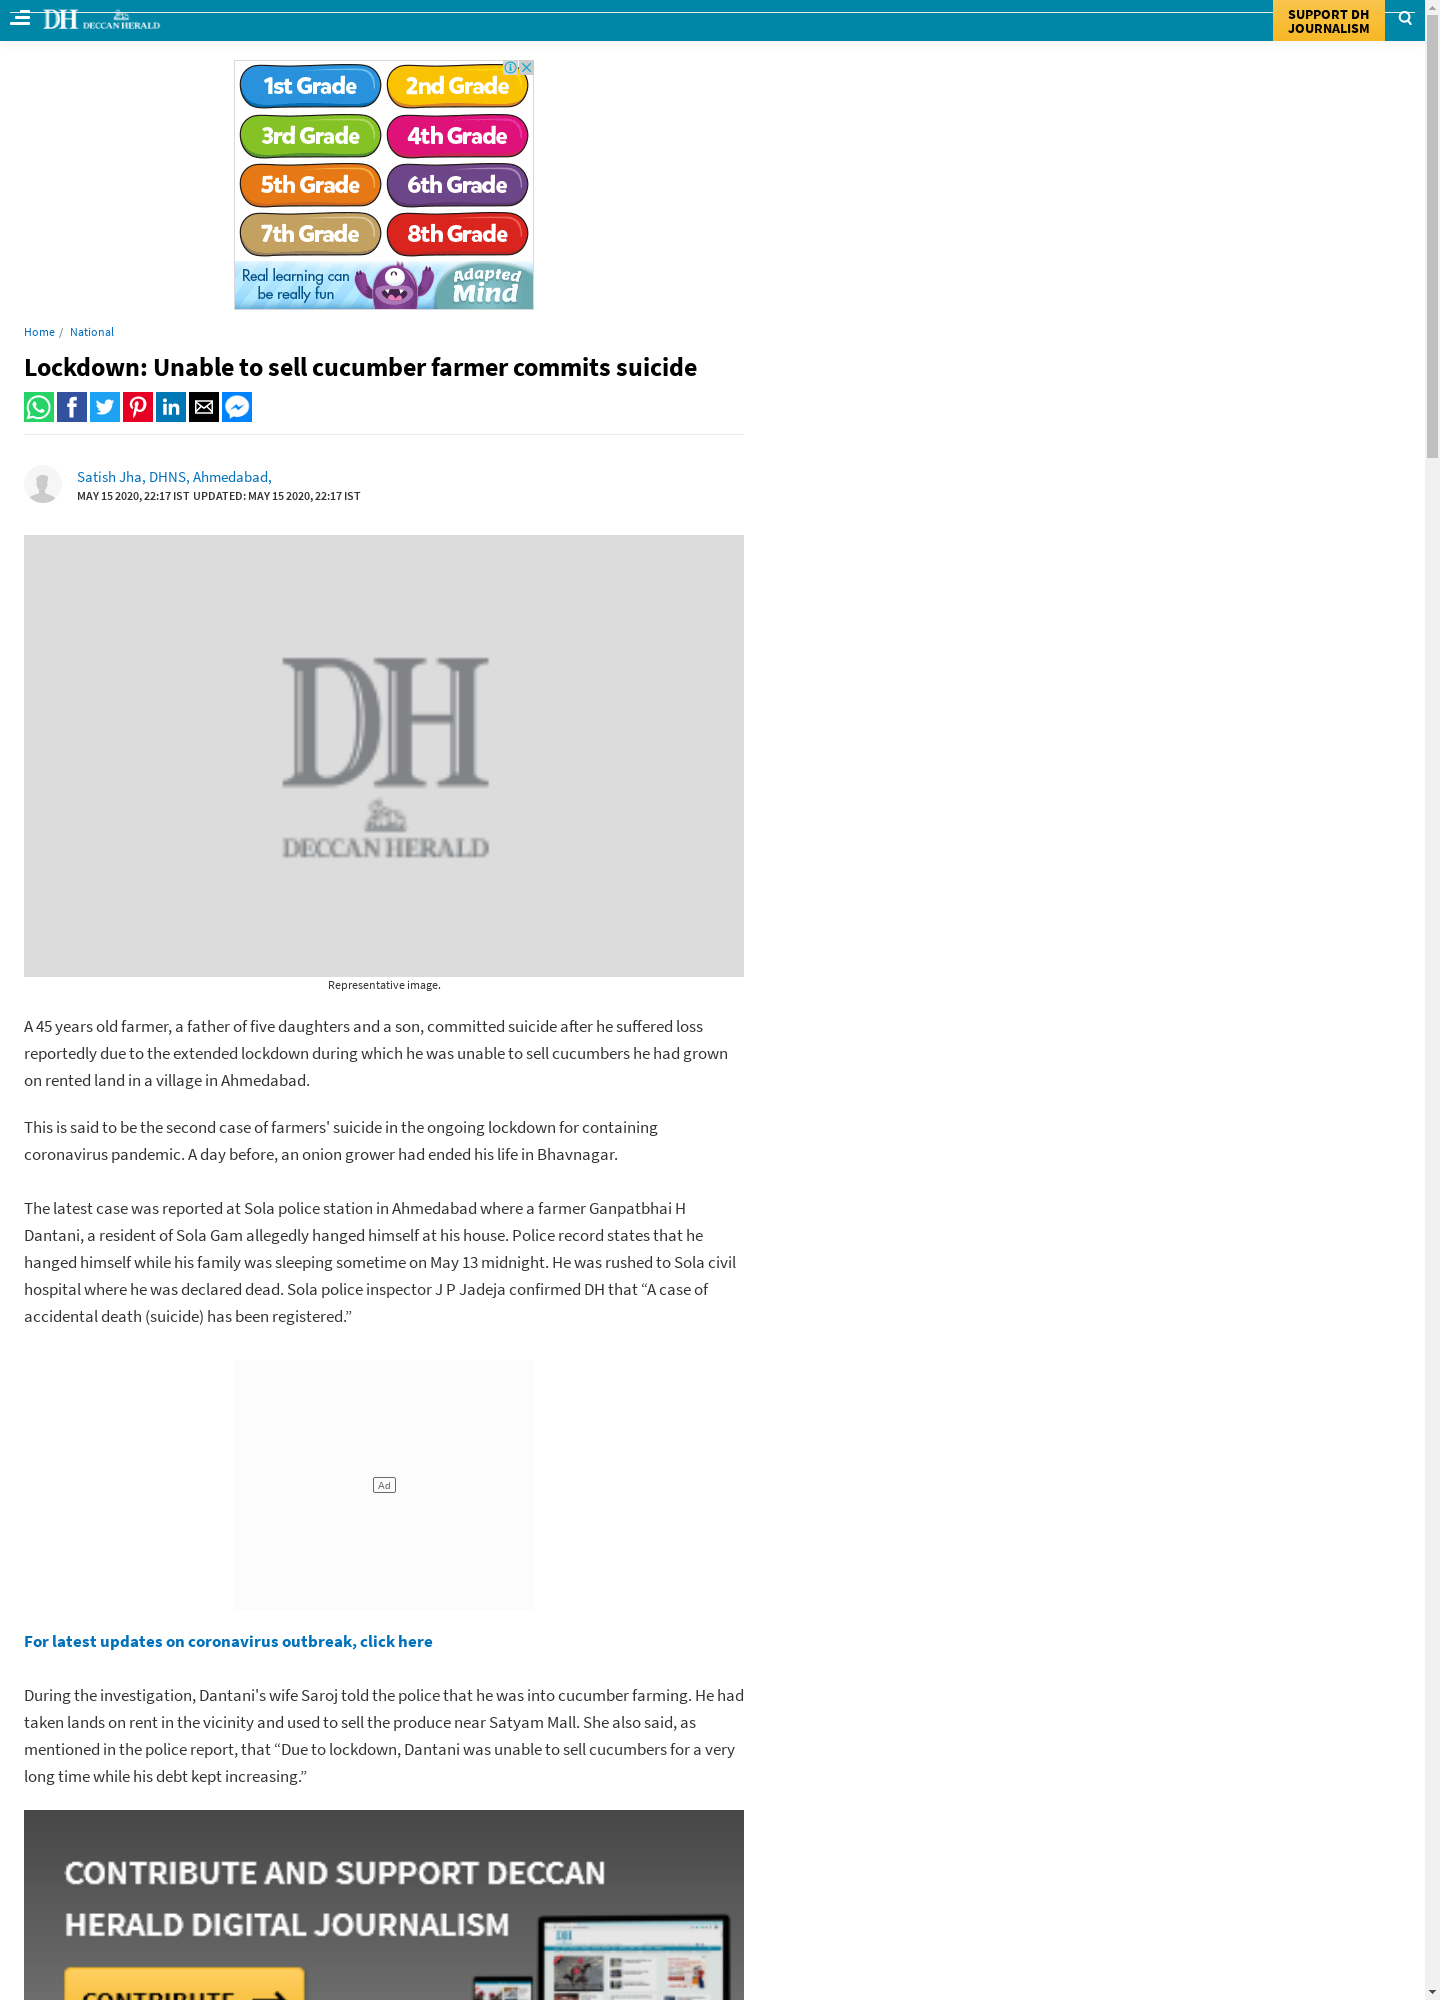 DH DECCAN HERALD
SUPPORT DH
JOURNALISM
1st Grade
2nd Grade
3rd Grade
4th Grade
5th Grade
6th Grade
7th Grade
8th Grade
Real learning can
be really fun
Adapted
Mind
Home / National
Lockdown: Unable to sell cucumber farmer commits suicide
Satish Jha, DHNS, Ahmedabad,
MAY 15 2020, 22:17 IST UPDATED: MAY 15 2020, 22:17 IST
DH
DECCAN HERALD
Representative image.
A 45 years old farmer, a father of five daughters and a son, committed suicide after he suffered loss
reportedly due to the extended lockdown during which he was unable to sell cucumbers he had grown
on rented land in a village in Ahmedabad.
This is said to be the second case of farmers' suicide in the ongoing lockdown for containing
coronavirus pandemic. A day before, an onion grower had ended his life in Bhavnagar.
The latest case was reported at Sola police station in Ahmedabad where a farmer Ganpatbhai H
Dantani, a resident of Sola Gam allegedly hanged himself at his house. Police record states that he
hanged himself while his family was sleeping sometime on May 13 midnight. He was rushed to Sola civil
hospital where he was declared dead. Sola police inspector J P Jadeja confirmed DH that “A case of
accidental death (suicide) has been registered.”
Ad
For latest updates on coronavirus outbreak, click here
During the investigation, Dantani's wife Saroj told the police that he was into cucumber farming. He had
taken lands on rent in the vicinity and used to sell the produce near Satyam Mall. She also said, as
mentioned in the police report, that “Due to lockdown, Dantani was unable to sell cucumbers for a very
long time while his debt kept increasing.”
CONTRIBUTE AND SUPPORT DECCAN
HERALD DIGITAL JOURNALISM
DH
CONTRIBUTE